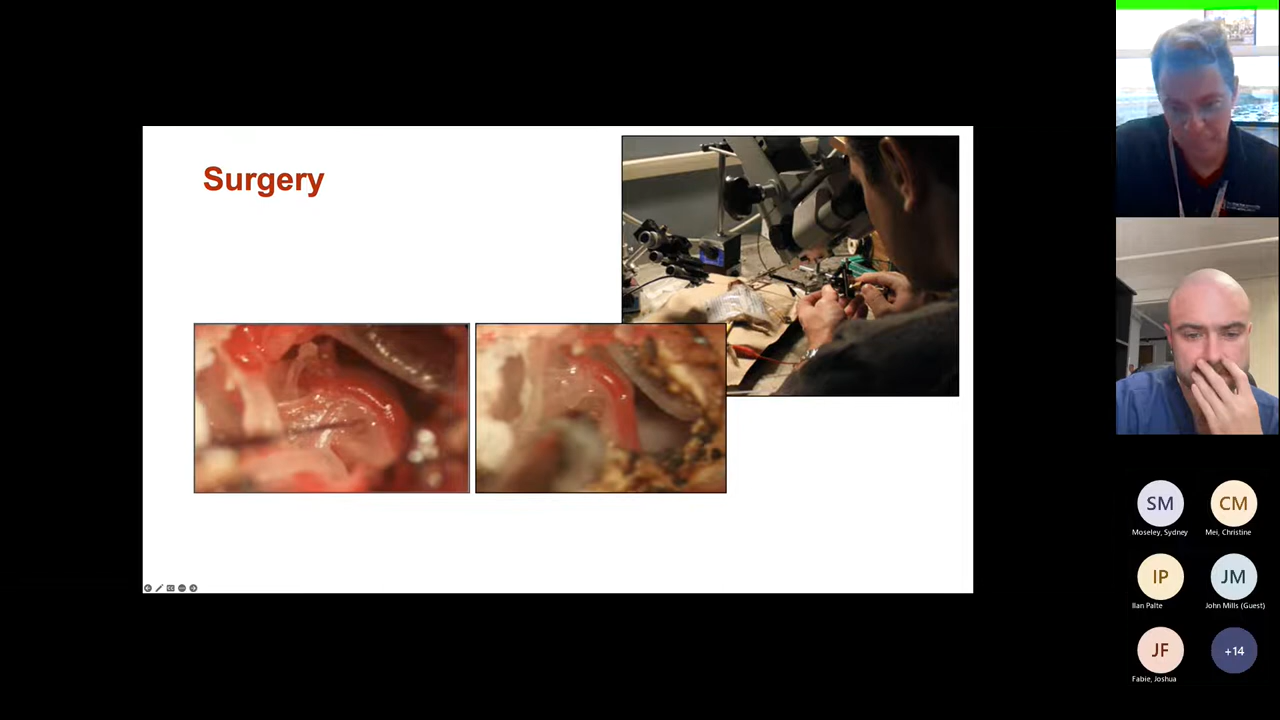 Surgery
SM
CM
Moseley, Sydney
Mei, Christine
IP
JM
Ilan Palte
John Mills (Guest)
JF
+14
Fabie, Joshua